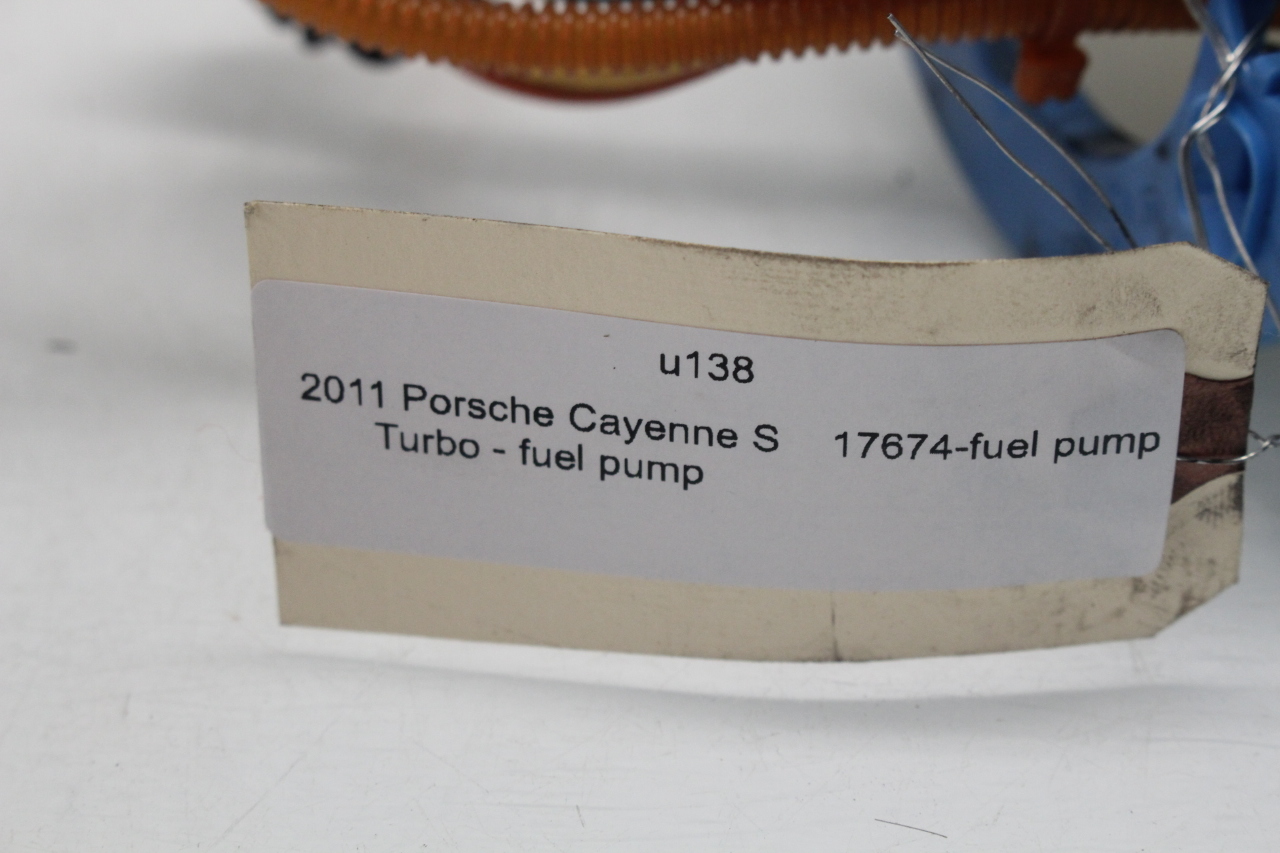 u138
2011 Porsche Cayenne S
Turbo - fuel pump
17674-fuel pump